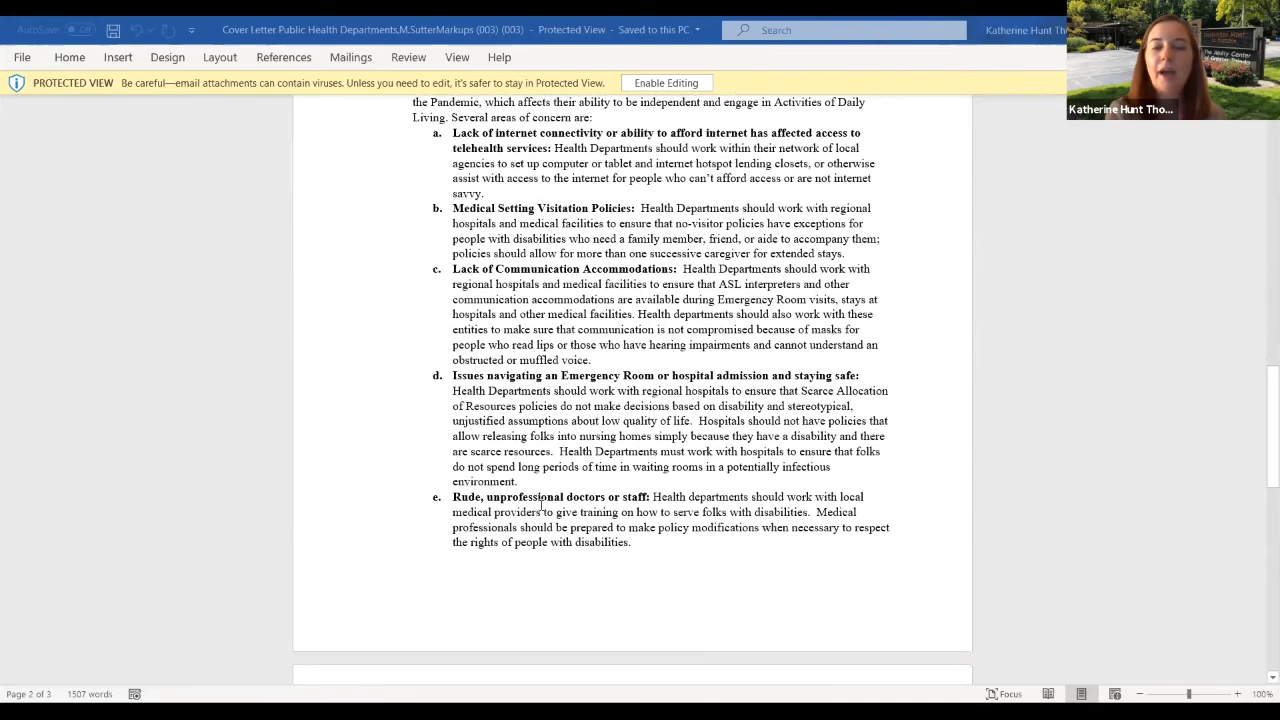 AutoSave Off
Cover Letter Public Health Departments,M.SutterMarkups (003) (003) - Protected View - Saved to this PC
Search
Katherine Hunt Tho
File Home Insert Design Layout References Mailings Review View Help
PROTECTED VIEW Be careful—email attachments can contain viruses. Unless you need to edit, it's safer to stay in Protected View. Enable Editing
The Ability Center
Katherine Hunt Tho...
the Pandemic, which affects their ability to be independent and engage in Activities of Daily
Living. Several areas of concern are:
a. Lack of internet connectivity or ability to afford internet has affected access to
telehealth services: Health Departments should work within their network of local
agencies to set up computer or tablet and internet hotspot lending closets, or otherwise
assist with access to the internet for people who can't afford access or are not internet
savvy.
b. Medical Setting Visitation Policies: Health Departments should work with regional
hospitals and medical facilities to ensure that no-visitor policies have exceptions for
people with disabilities who need a family member, friend, or aide to accompany them;
policies should allow for more than one successive caregiver for extended stays.
c. Lack of Communication Accommodations: Health Departments should work with
regional hospitals and medical facilities to ensure that ASL interpreters and other
communication accommodations are available during Emergency Room visits, stays at
hospitals and other medical facilities. Health departments should also work with these
entities to make sure that communication is not compromised because of masks for
people who read lips or those who have hearing impairments and cannot understand an
obstructed or muffled voice.
d. Issues navigating an Emergency Room or hospital admission and staying safe:
Health Departments should work with regional hospitals to ensure that Scarce Allocation
of Resources policies do not make decisions based on disability and stereotypical,
unjustified assumptions about low quality of life. Hospitals should not have policies that
allow releasing folks into nursing homes simply because they have a disability and there
are scarce resources. Health Departments must work with hospitals to ensure that folks
do not spend long periods of time in waiting rooms in a potentially infectious
environment.
e. Rude, unprofessional doctors or staff: Health departments should work with local
medical providers to give training on how to serve folks with disabilities. Medical
professionals should be prepared to make policy modifications when necessary to respect
the rights of people with disabilities.
Page 2 of 3 1507 words
Focus
100%